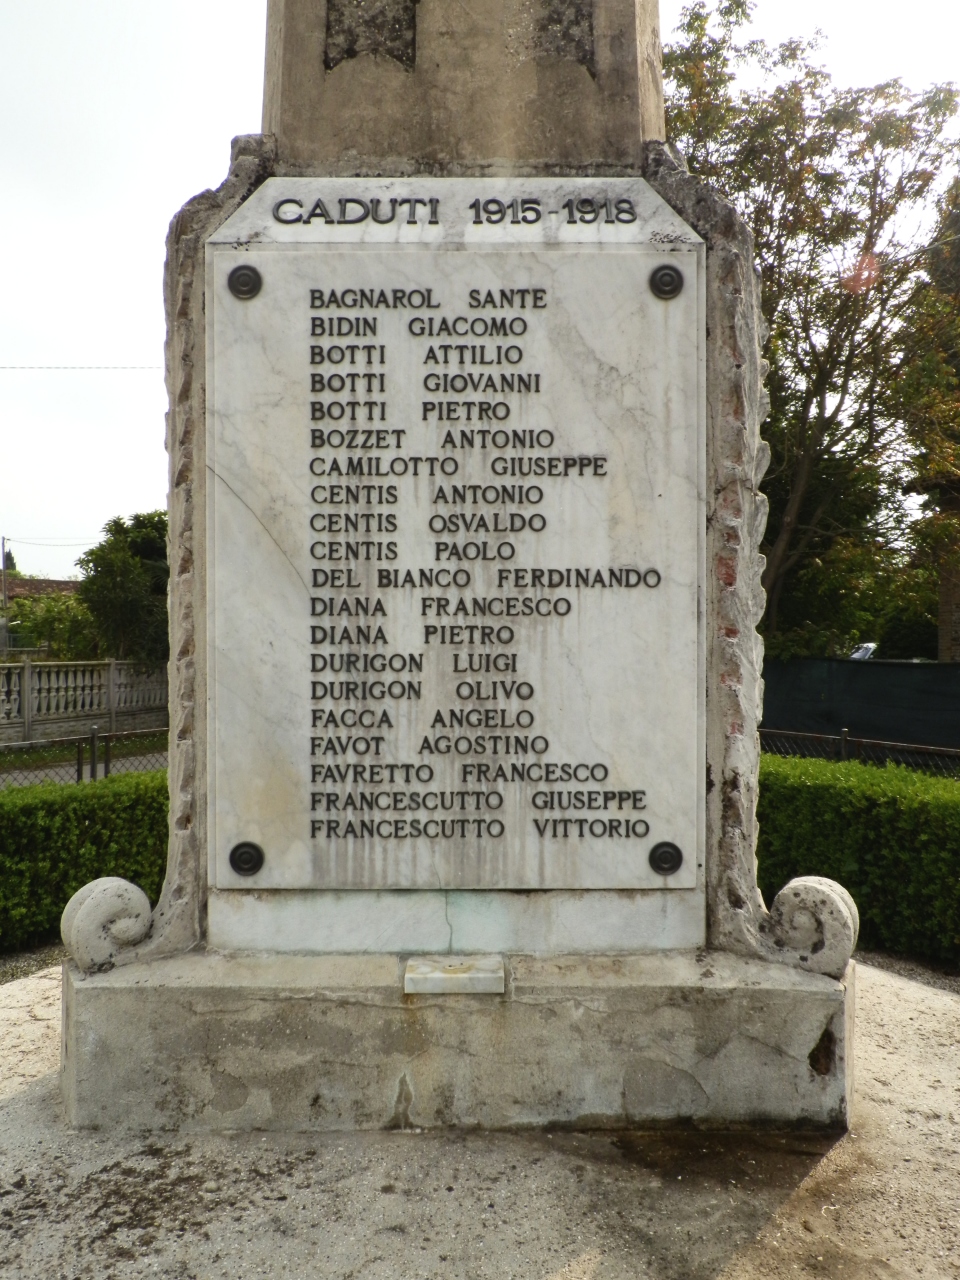 CADUTI 1915-1918
BAGNAROL SANTE
BIDIN GIACOMO
BOTTI ATTILIO
BOTTI GIOVANNI
BOTTI PIETRO
BOZZET ANTONIO
CAMILOTTO GIUSEPPE
CENTIS ANTONIO
CENTIS OSVALDO
CENTIS PAOLO
DEL BIANCO FERDINANDO
DIANA FRANCESCO
DIANA PIETRO
DURIGON LUIGI
DURIGON OLIVO
FACCA ANGELO
FAVOT AGOSTINO
FAVRETTO FRANCESCO
FRANCESCUTTO GIUSEPPE
FRANCESCUTTO VITTORIO